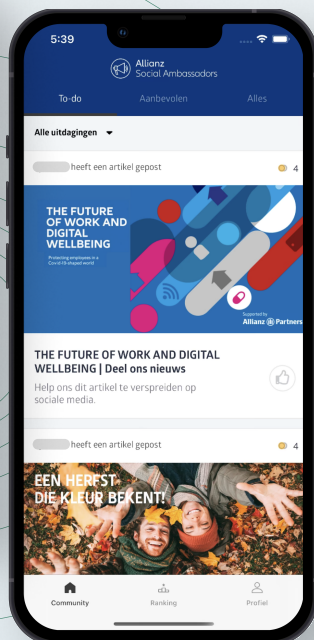 5:39
Allianz
Social Ambassadors
To-do
Aanbevolen
Alles
Alle uitdagingen
heeft een artikel gepost
4
THE FUTURE
OF WORK AND
DIGITAL
WELLBEING
Protecting employees in a
Covid-19-shaped world
Supported by
Allianz Partners
THE FUTURE OF WORK AND DIGITAL
WELLBEING | Deel ons nieuws
Help ons dit artikel te verspreiden op
sociale media.
heeft een artikel gepost
4
EEN HERFST
DIE KLEUR BEKENT!
Community
Ranking
Profiel